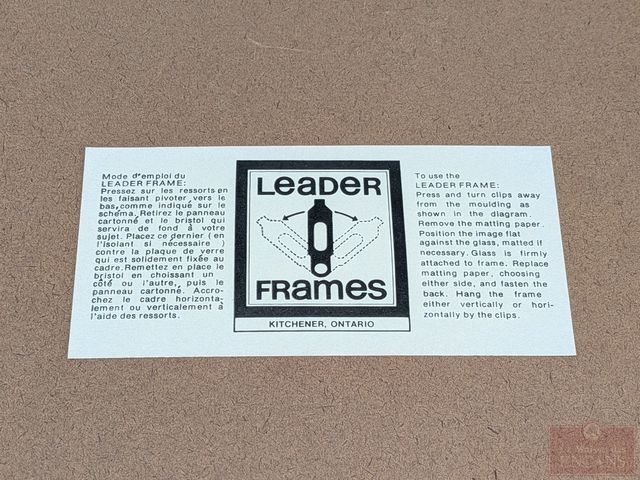 Mode d'emploi du
LEADER FRAME:
Pressez sur les ressorts en
les faisant pivoter vers le
bas, comme indiqué sur le
schéma. Retirez le panneau
cartonné et le bristol qui
servira de fond à votre
sujet. Placez ce dernier (en
l'isolant si nécessaire)
contre la plaque de verre
qui est solidement fixée au
cadre. Remettez en place le
bristol en choissant un
côté ou l'autre, puis le
panneau cartonné. Accro-
chez le cadre horizonta-
lement ou verticalement à
l'aide des ressorts.
LeaDER
FRames
KITCHENER, ONTARIO
To use the
LEADER FRAME:
Press and turn clips away
from the moulding as
shown in the diagram.
Remove the matting paper.
Position the image flat
against the glass, matted if
necessary. Glass is firmly
attached to frame. Replace
matting paper, choosing
either side, and fasten the
back. Hang the frame
either vertically or hori-
zontally by the clips.